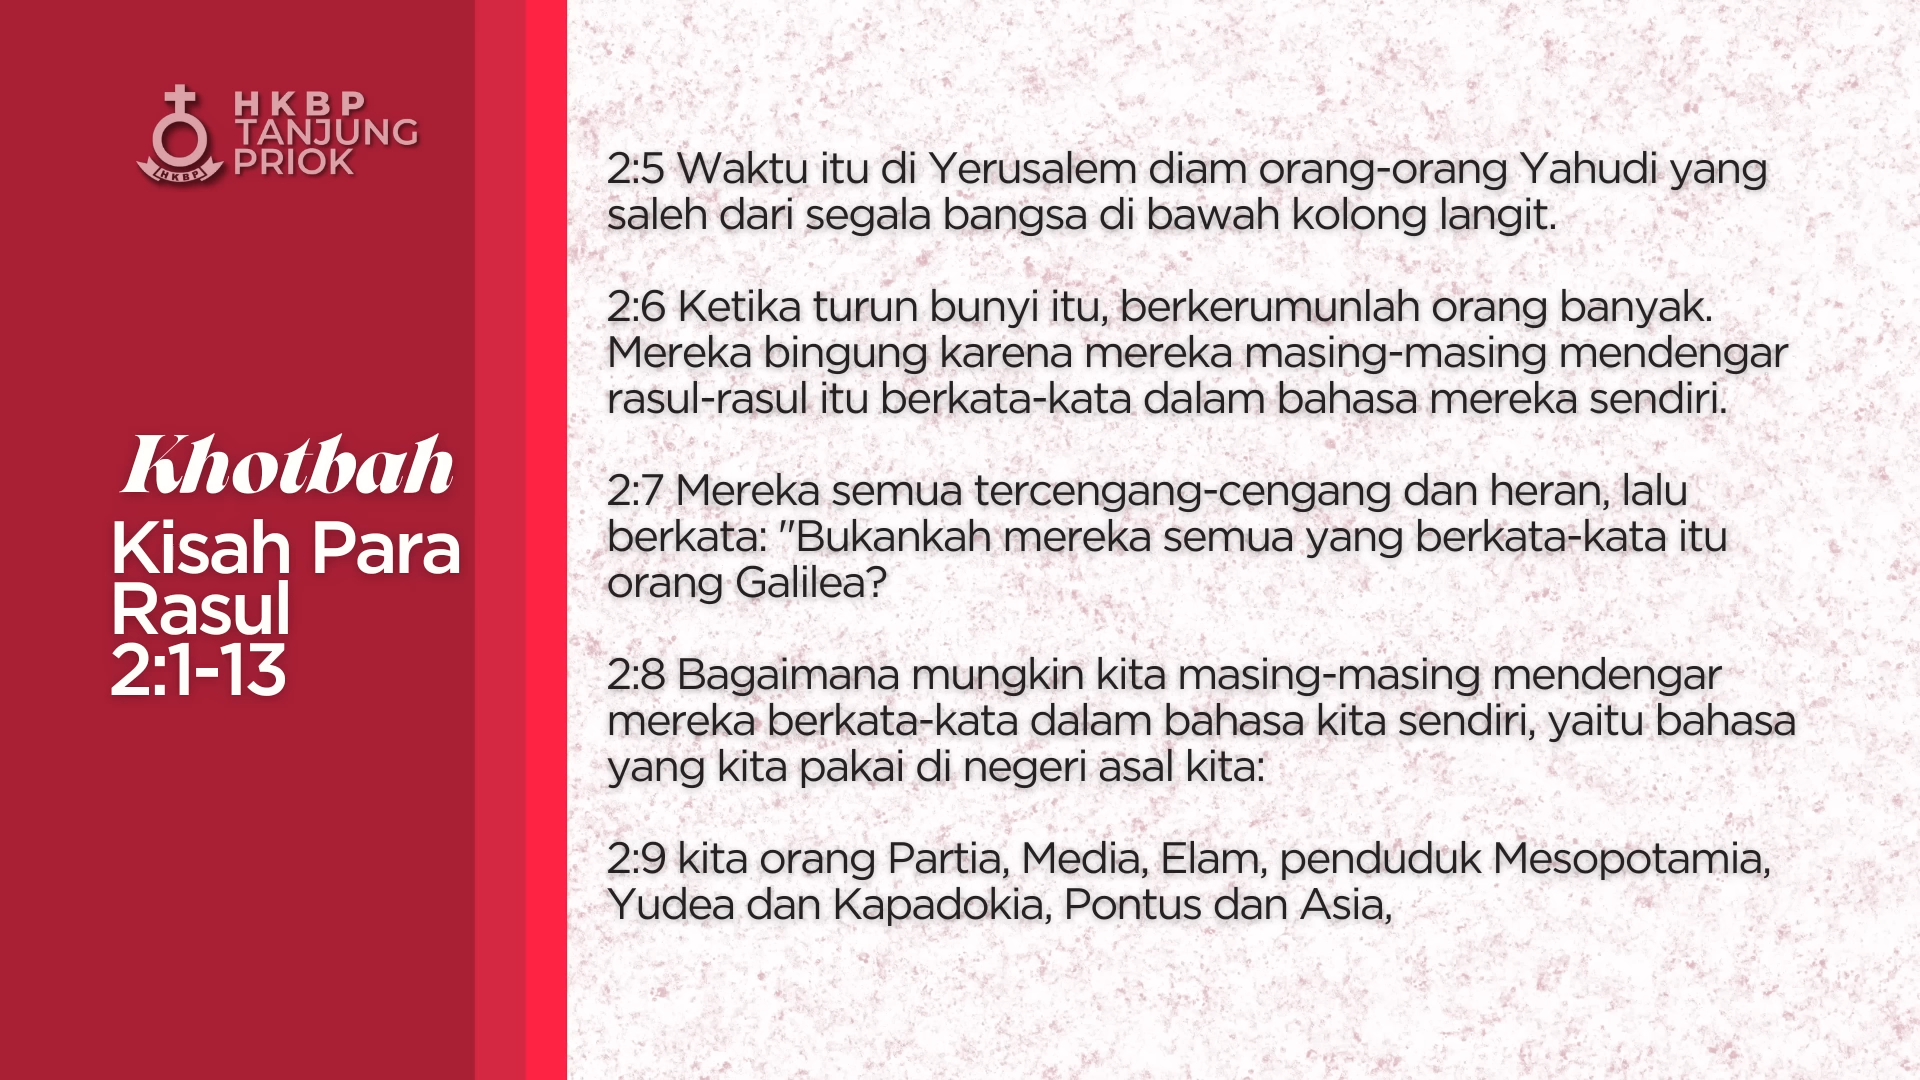 HKBP
TANJUNG
PRIOK
HKBP
Khotbah
Kisah Para
Rasul
2:1-13
2:5 Waktu itu di Yerusalem diam orang-orang Yahudi yang
saleh dari segala bangsa di bawah kolong langit.
2:6 Ketika turun bunyi itu, berkerumunlah orang banyak.
Mereka bingung karena mereka masing-masing mendengar
rasul-rasul itu berkata-kata dalam bahasa mereka sendiri.
2:7 Mereka semua tercengang-cengang dan heran, lalu
berkata: "Bukankah mereka semua yang berkata-kata itu
orang Galilea?
2:8 Bagaimana mungkin kita masing-masing mendengar
mereka berkata-kata dalam bahasa kita sendiri, yaitu bahasa
yang kita pakai di negeri asal kita:
2:9 kita orang Partia, Media, Elam, penduduk Mesopotamia,
Yudea dan Kapadokia, Pontus dan Asia,